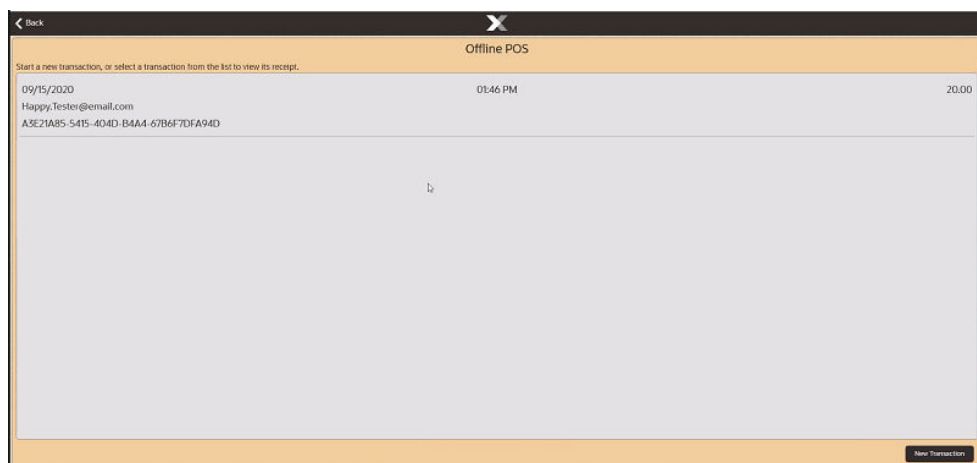 Back
Offline POS
Start a new transaction, or select a transaction from the list to view its receipt.
09/15/2020 01:46 PM 20.00
Happy.Tester@email.com
A3E21A85-5415-404D-B4A4-67B6F7DFA94D
New Transaction